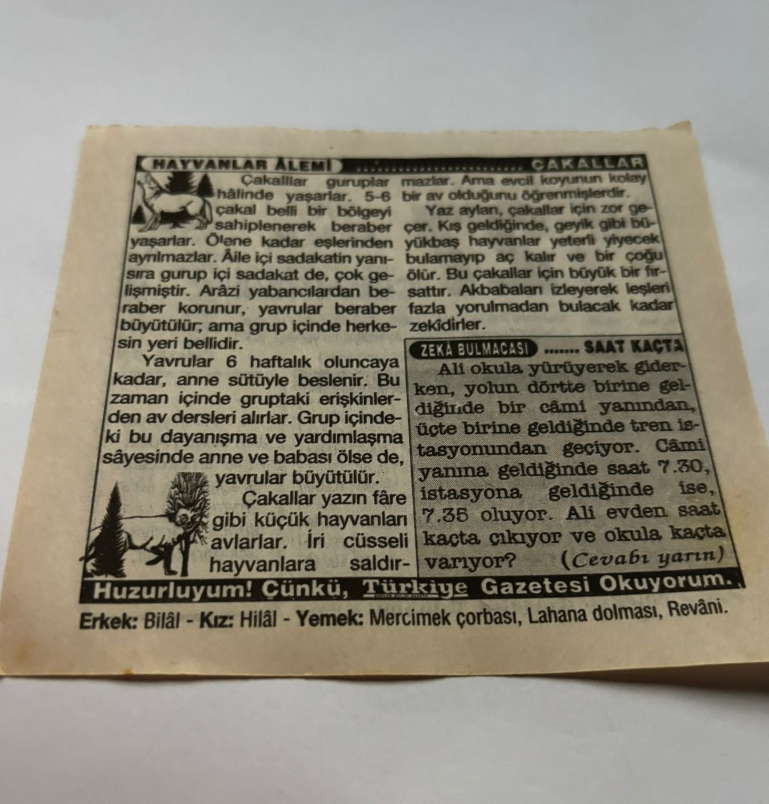 HAYVANLAR ÂLEMİ ........................ ÇAKALLAR
Çakallar guruplar
hâlinde yaşarlar. 5-6
çakal belli bir bölgeyi
sahiplenerek beraber
yaşarlar. Ölene kadar eşlerinden
ayrılmazlar. Âile içi sadakatin yanı-
sıra gurup içi sadakat de, çok ge-
lişmiştir. Arâzi yabancılardan be-
raber korunur, yavrular beraber
büyütülür; ama grup içinde herke-
sin yeri bellidir.
Yavrular 6 haftalık oluncaya
kadar, anne sütüyle beslenir. Bu
zaman içinde gruptaki erişkinler-
den av dersleri alırlar. Grup içinde-
ki bu dayanışma ve yardımlaşma
sâyesinde anne ve babası ölse de,
yavrular büyütülür.
Çakallar yazın fâre
gibi küçük hayvanları
avlarlar. İri cüsseli
hayvanlara saldır-
mazlar. Ama evcil koyunun kolay
bir av olduğunu öğrenmişlerdir.
Yaz ayları, çakallar için zor ge-
çer. Kış geldiğinde, geyik gibi bü-
yükbaş hayvanlar yeterli yiyecek
bulamayıp aç kalır ve bir çoğu
ölür. Bu çakallar için büyük bir fır-
sattır. Akbabaları izleyerek leşleri
fazla yorulmadan bulacak kadar
zekîdirler.
ZEKÂ BULMACASI ....... SAAT KAÇTA
Ali okula yürüyerek gider-
ken, yolun dörtte birine gel-
diğinde bir câmi yanından,
üçte birine geldiğinde tren is-
tasyonundan geçiyor. Câmi
yanına geldiğinde saat 7.30,
istasyona geldiğinde ise,
7.35 oluyor. Ali evden saat
kaçta çıkıyor ve okula kaçta
varıyor? (Cevabı yarın)
Huzurluyum! Çünkü, Türkiye Gazetesi Okuyorum.
Erkek: Bilâl - Kız: Hilâl - Yemek: Mercimek çorbası, Lahana dolması, Revâni.